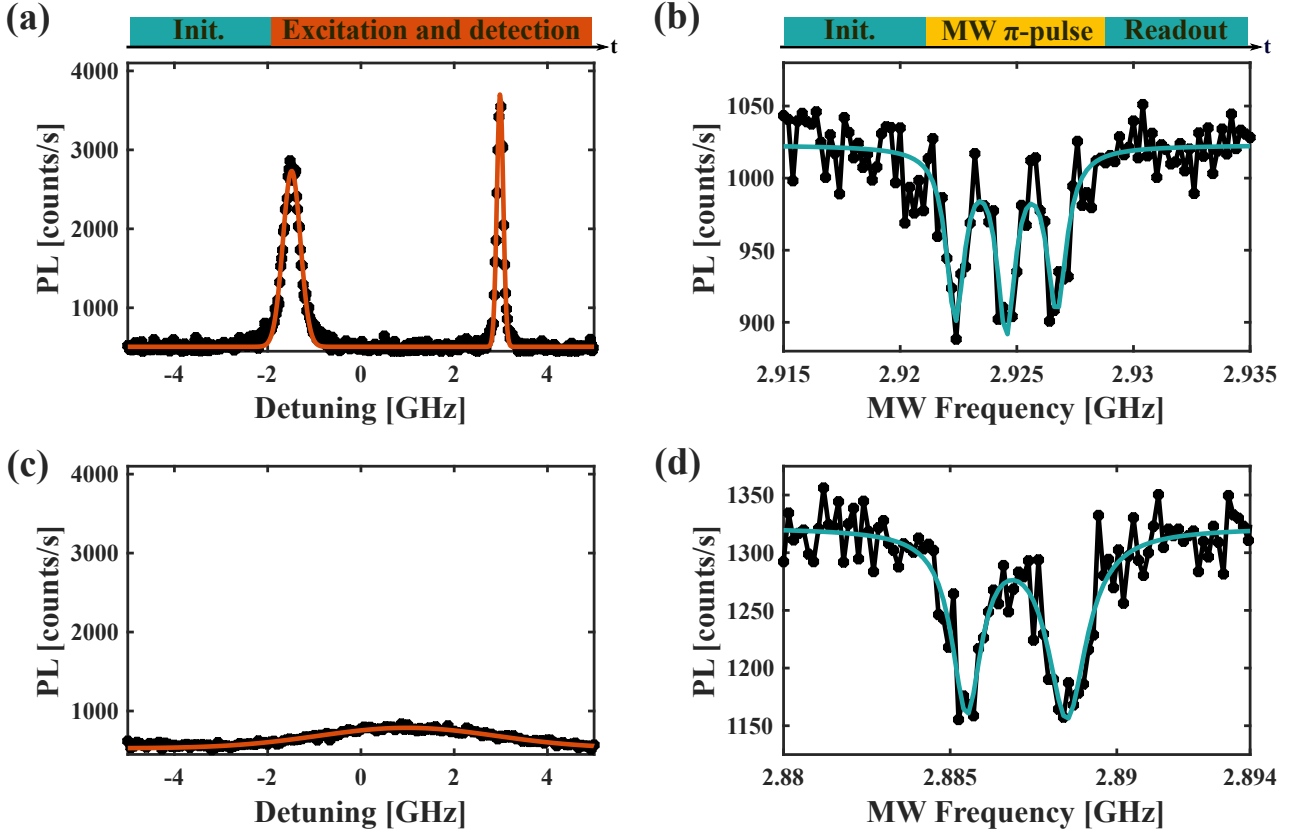 (a)
Init. Excitation and detection
t
4000
3000
2000
1000
PL [counts/s]
-4 -2 0 2 4
Detuning [GHz]
(b)
Init. MW π-pulse Readout
t
1050
1000
950
900
PL [counts/s]
2.915 2.92 2.925 2.93 2.935
MW Frequency [GHz]
(c)
4000
3000
2000
1000
PL [counts/s]
-4 -2 0 2 4
Detuning [GHz]
(d)
1350
1300
1250
1200
1150
PL [counts/s]
2.88 2.885 2.89 2.894
MW Frequency [GHz]